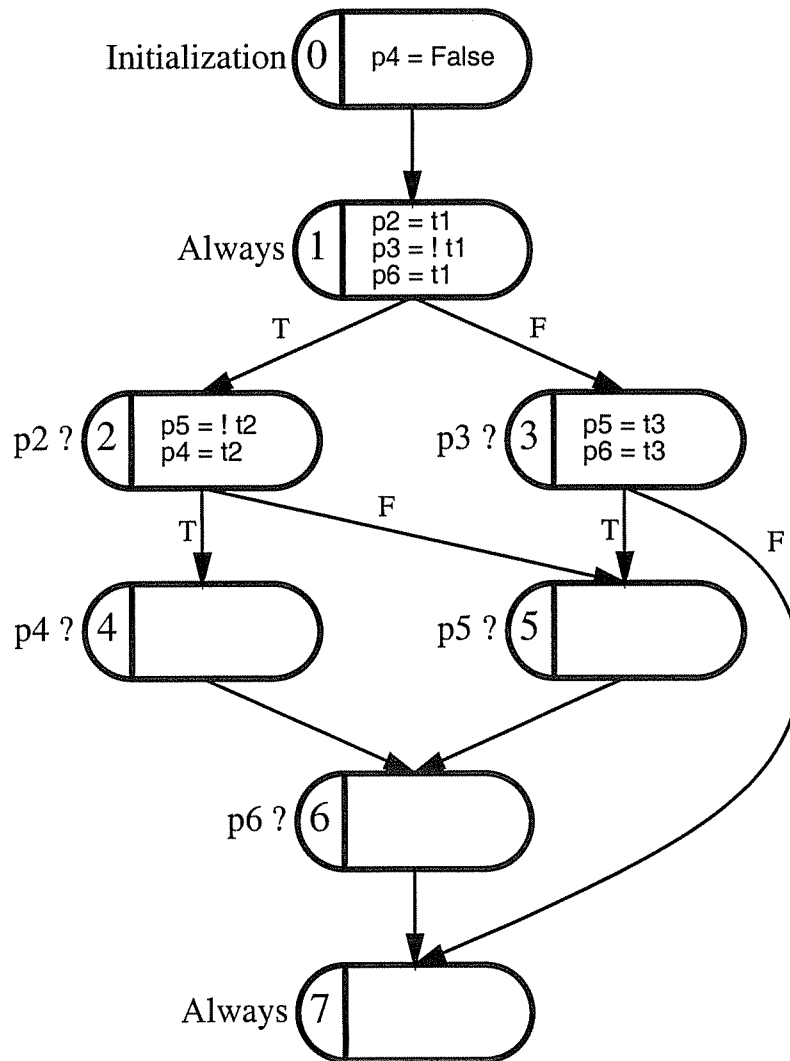 Initialization 0 p4 = False
Always 1 p2 = t1
p3 = ! t1
p6 = t1
T F
p2 ? 2 p5 = ! t2
p4 = t2
p3 ? 3 p5 = t3
p6 = t3
T F T F
p4 ? 4
p5 ? 5
p6 ? 6
Always 7